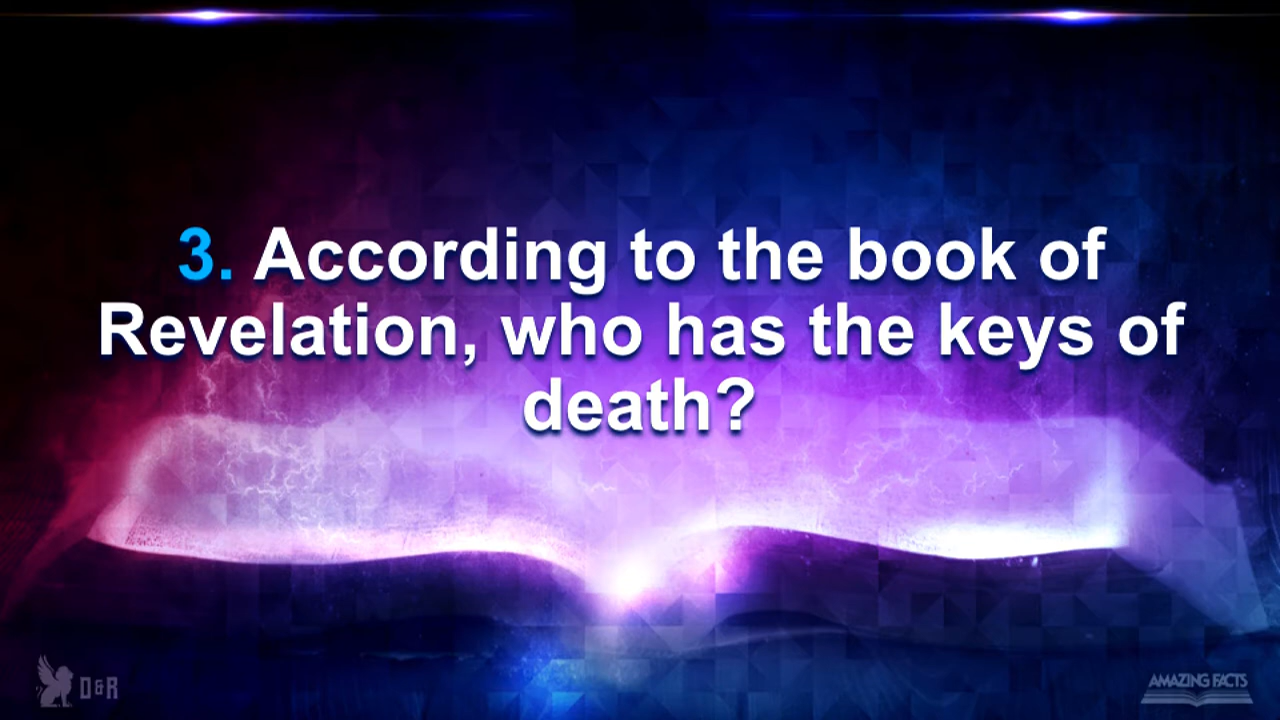 3. According to the book of
Revelation, who has the keys of
death?
D&R
AMAZING FACTS